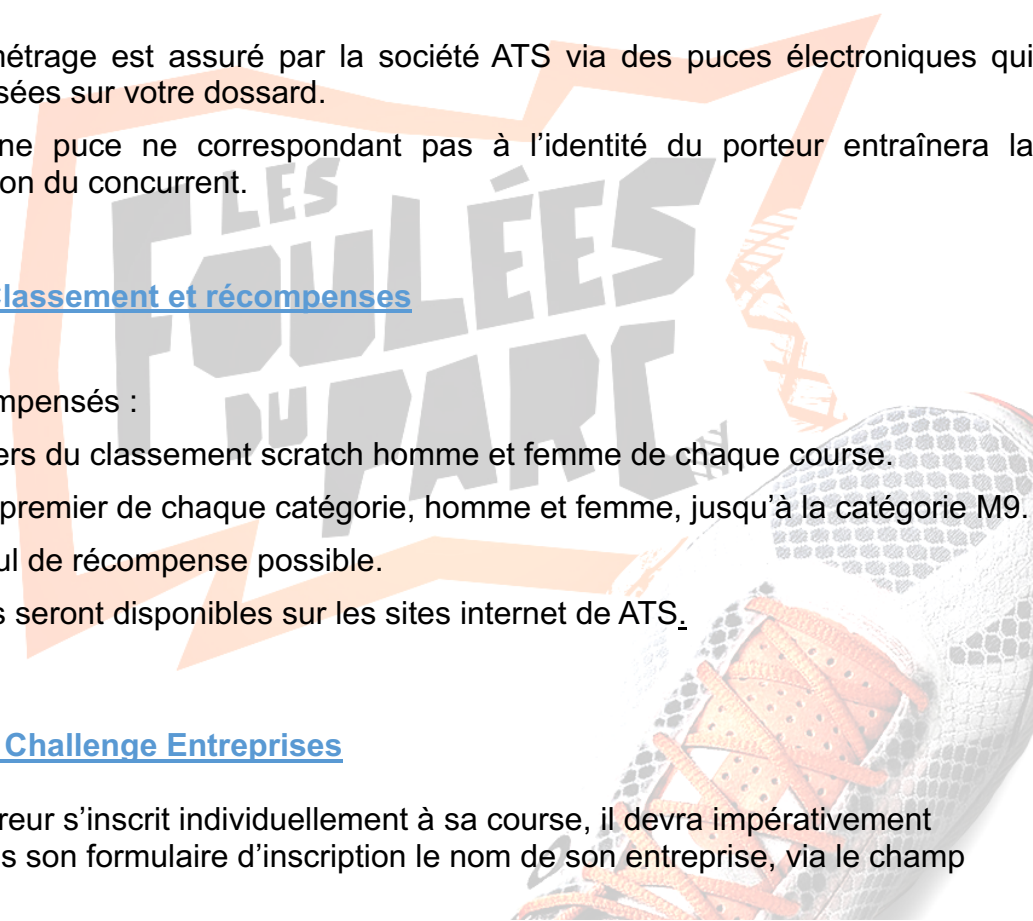 métrage est assuré par la société ATS via des puces électroniques qui
sées sur votre dossard.
ne puce ne correspondant pas à l’identité du porteur entraînera la
on du concurrent.
LES
FOULÉES
DU PARC
Classement et récompenses
mpensés :
ers du classement scratch homme et femme de chaque course.
premier de chaque catégorie, homme et femme, jusqu’à la catégorie M9.
ul de récompense possible.
s seront disponibles sur les sites internet de ATS.
Challenge Entreprises
reur s’inscrit individuellement à sa course, il devra impérativement
s son formulaire d’inscription le nom de son entreprise, via le champ